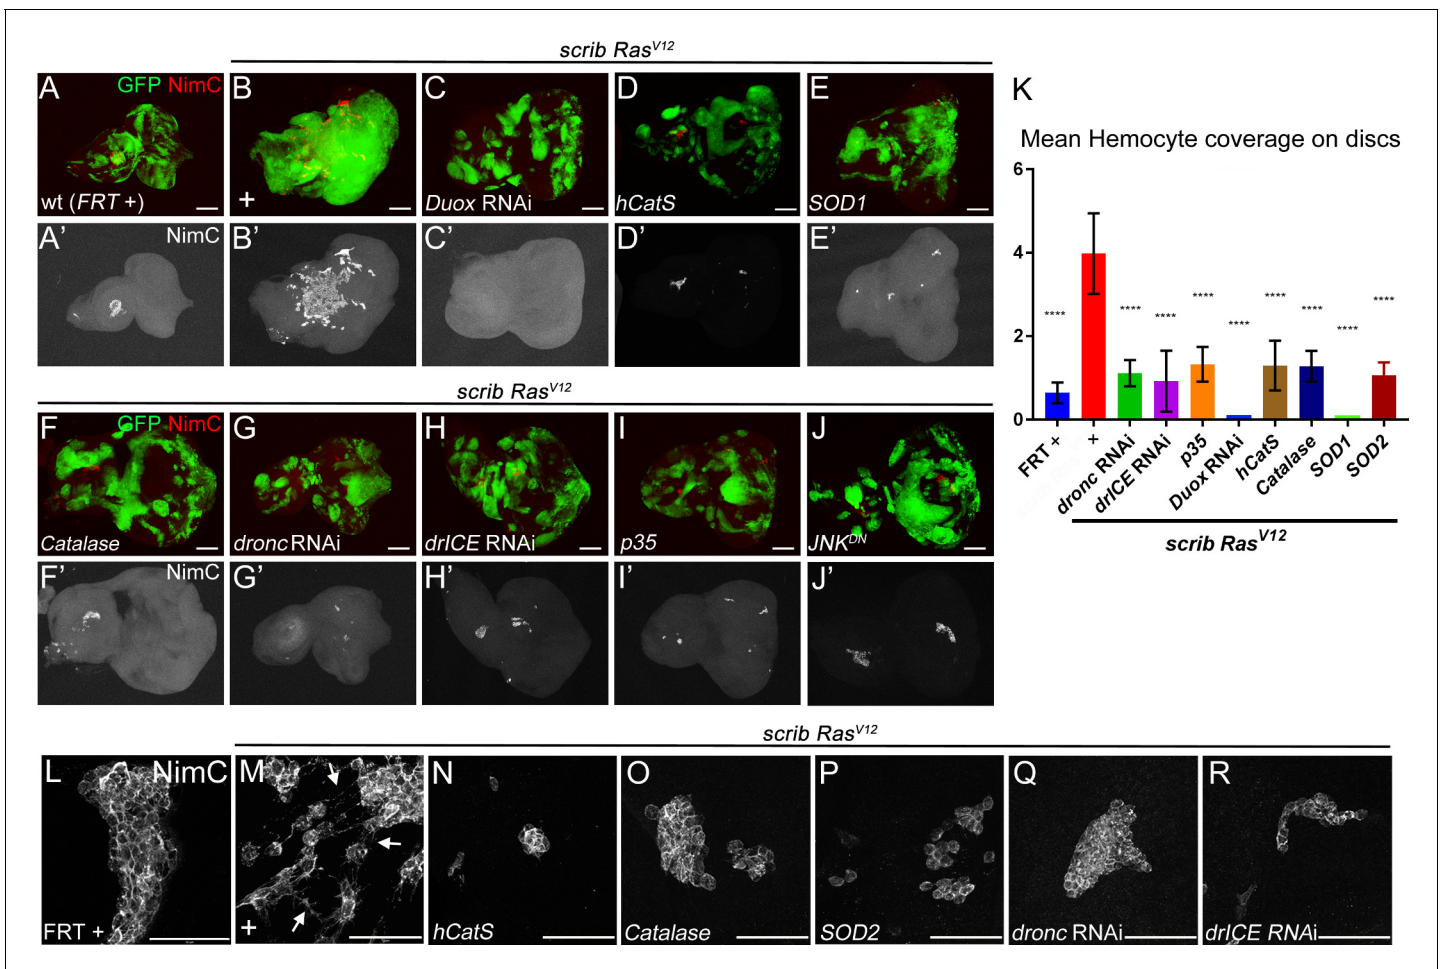 scrib Ras^V12
A GFP NimC B C D E
wt (FRT +) + Duox RNAi hCatS SOD1
A' NimC B' C' D' E'
scrib Ras^V12
F GFP NimC G H I J
Catalase dronc RNAi drICE RNAi p35 JNK^DN
F' NimC G' H' I' J'
K
Mean Hemocyte coverage on discs
6
4
2
0
**** **** **** **** **** **** **** **** ****
FRT + + dronc RNAi drICE RNAi p35 Duox RNAi hCatS Catalase SOD1 SOD2
scrib Ras^V12
scrib Ras^V12
L NimC M N O P Q R
FRT + + hCatS Catalase SOD2 dronc RNAi drICE RNAi